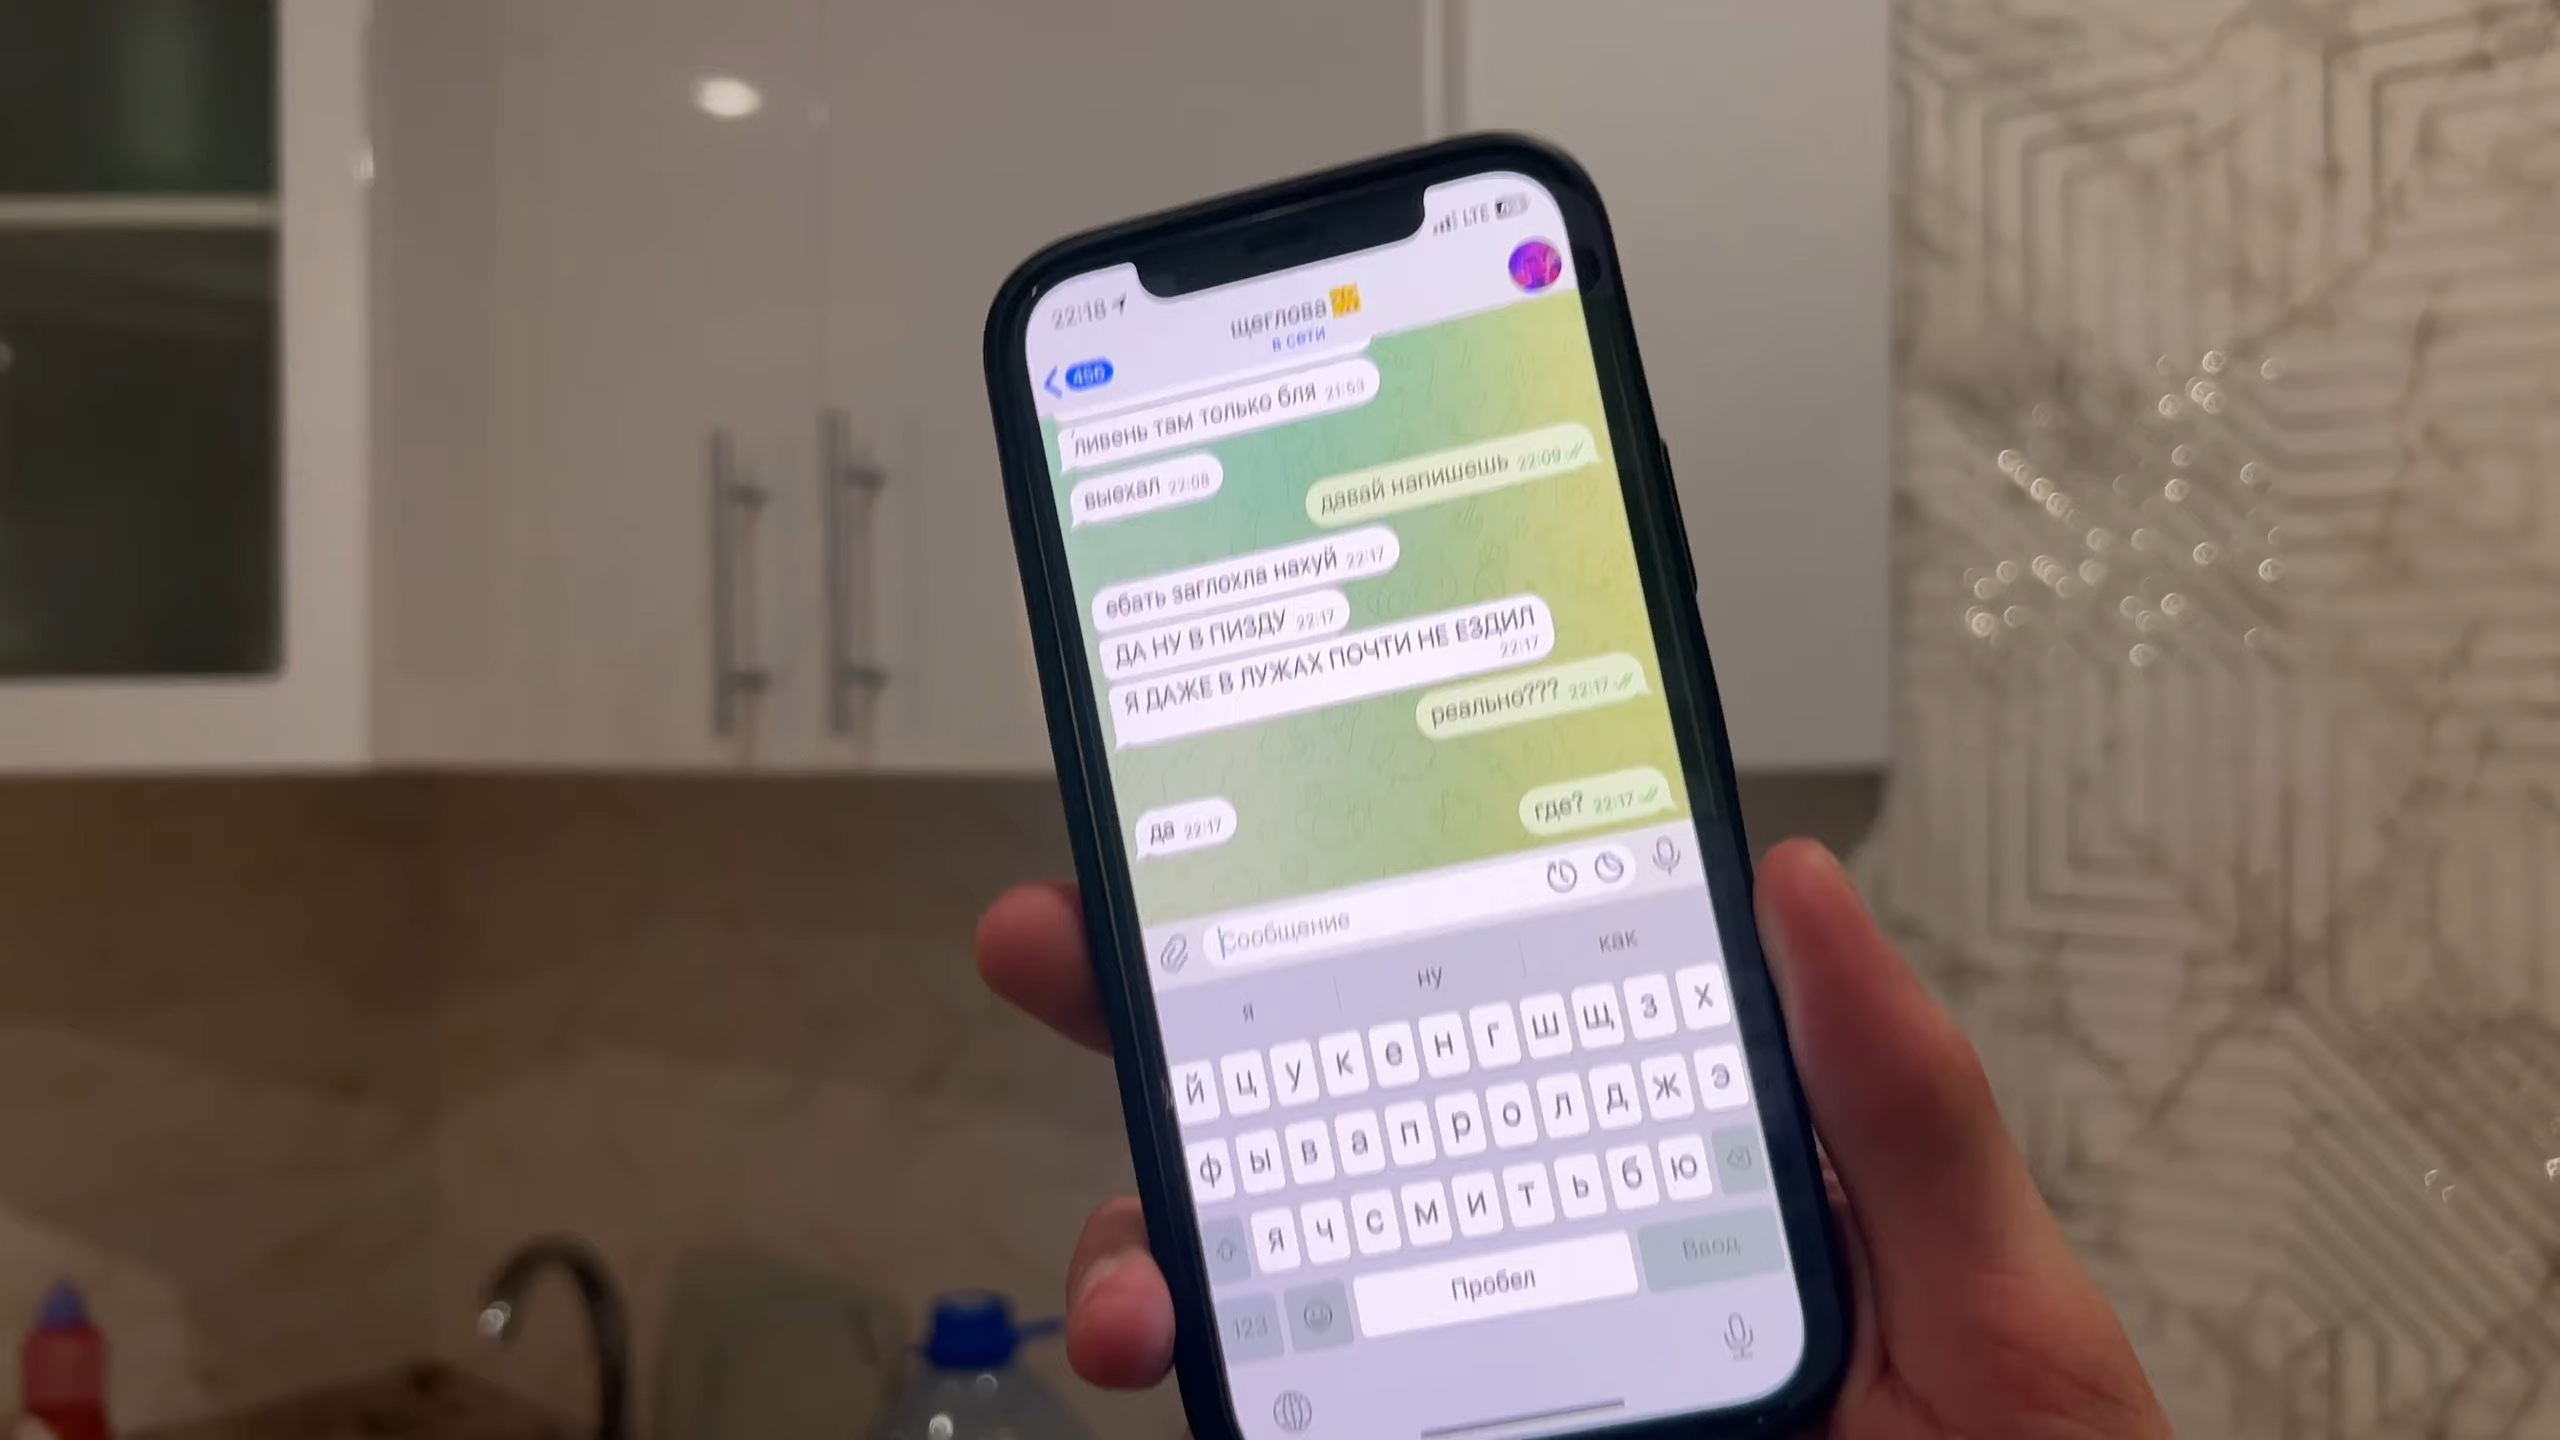 22:18
LTE
щеглова
в сети
ливень там только бля 21:53
выехал 22:08
давай напишешь 22:09
ебать заглохла нахуй 22:17
ДА НУ В ПИЗДУ 22:17
Я ДАЖЕ В ЛУЖАХ ПОЧТИ НЕ ЕЗДИЛ
22:17
реально??? 22:17
да 22:17
где? 22:17
Сообщение
я ну как
й ц у к е н г ш щ з х
ф ы в а п р о л д ж э
я ч с м и т ь б ю
123 Пробел Ввод